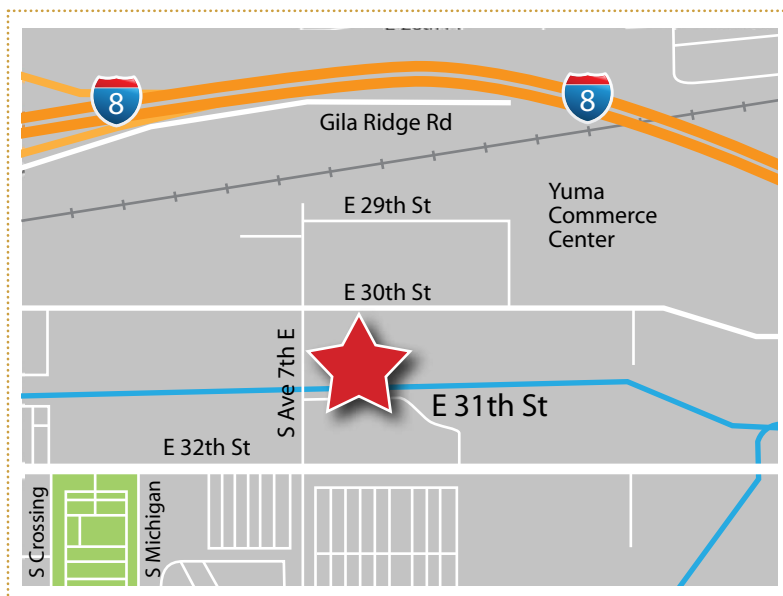 8
8
Gila Ridge Rd
Yuma
Commerce
Center
E 29th St
E 30th St
S Ave 7th E
E 31th St
E 32th St
S Crossing
S Michigan